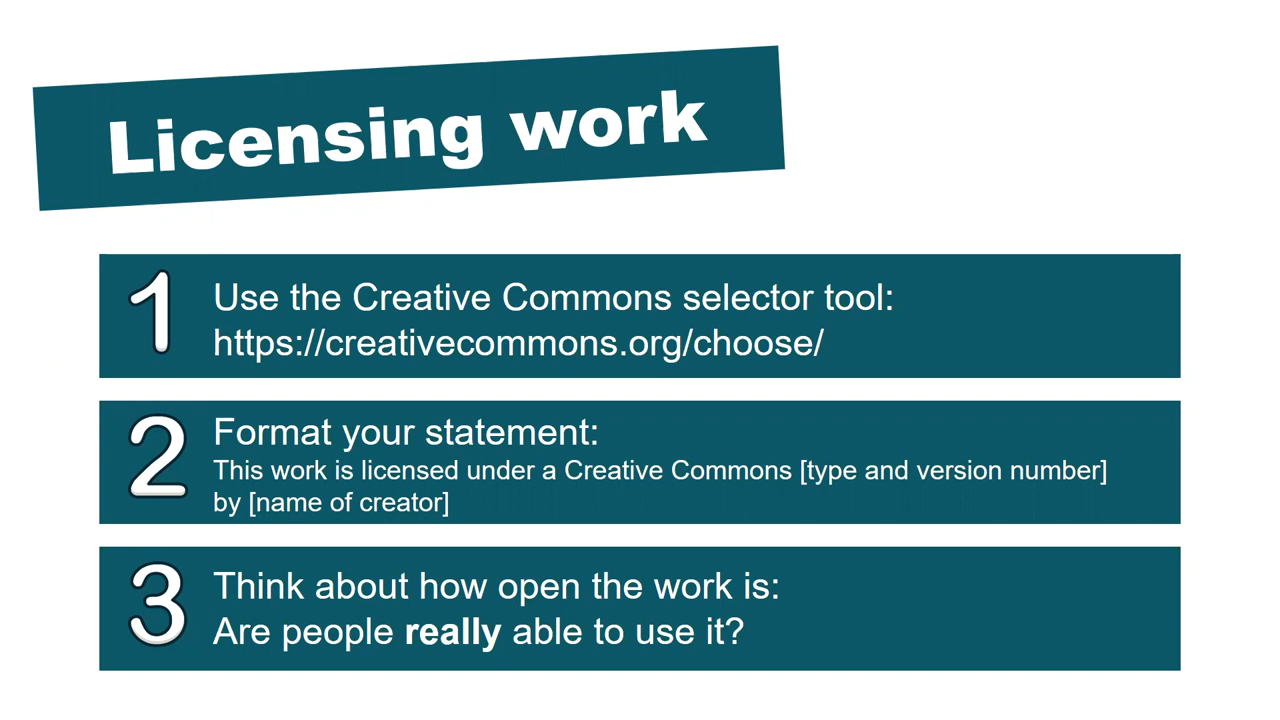 Licensing work
1
Use the Creative Commons selector tool:
https://creativecommons.org/choose/
2
Format your statement:
This work is licensed under a Creative Commons [type and version number]
by [name of creator]
3
Think about how open the work is:
Are people really able to use it?